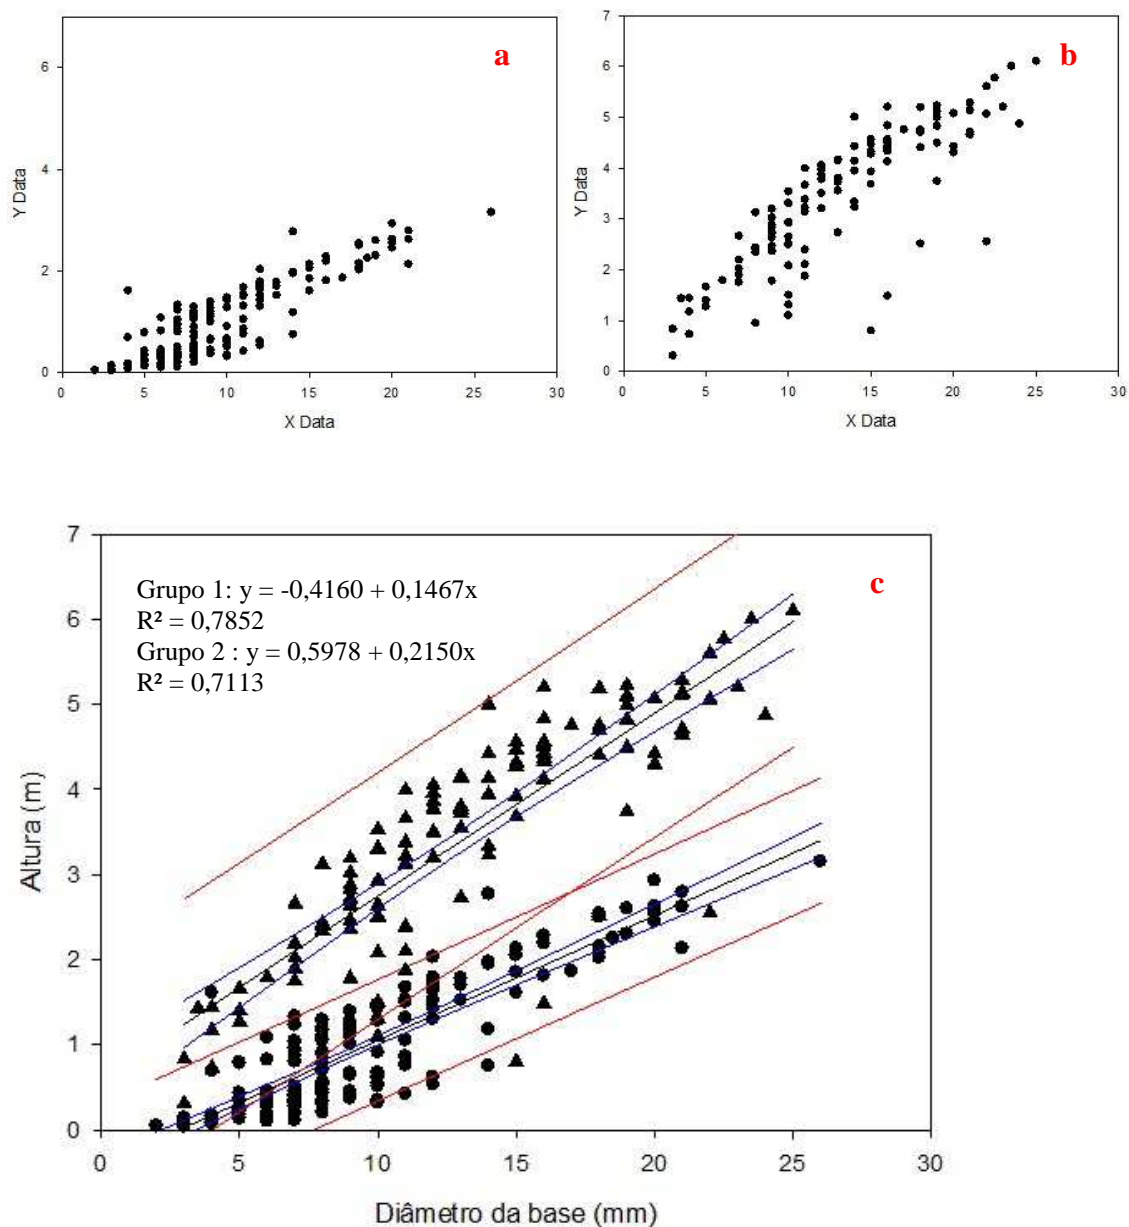 a
6
4
2
0
Y Data
0 5 10 15 20 25 30
X Data
b
7
6
5
4
3
2
1
0
Y Data
0 5 10 15 20 25 30
X Data
c
Grupo 1: y = -0,4160 + 0,1467x
R² = 0,7852
Grupo 2 : y = 0,5978 + 0,2150x
R² = 0,7113
7
6
5
4
3
2
1
0
Altura (m)
0 5 10 15 20 25 30
Diâmetro da base (mm)